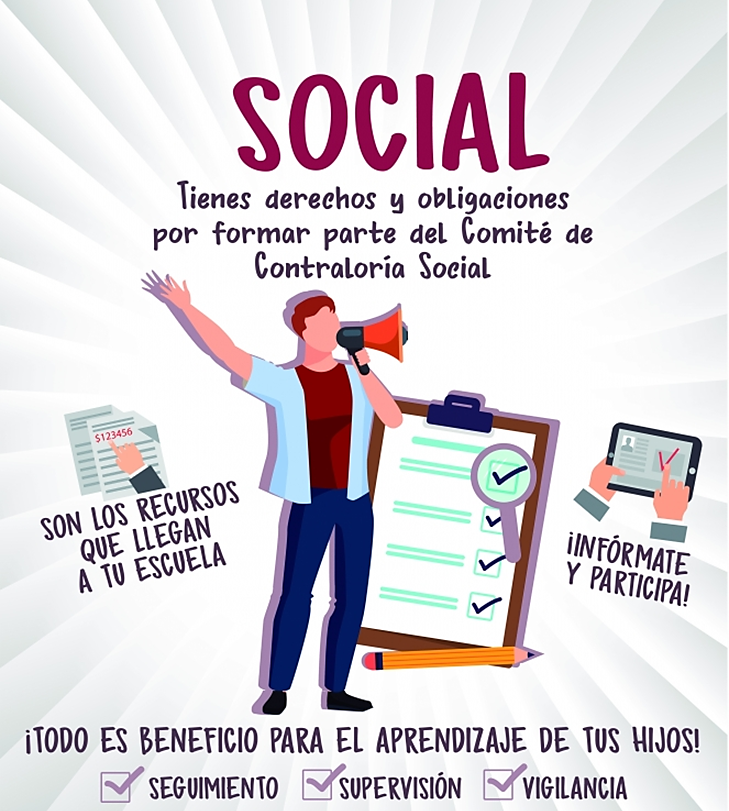 SOCIAL
Tienes derechos y obligaciones
por formar parte del Comité de
Contraloría Social
$123456
SON LOS RECURSOS
QUE LLEGAN
A TU ESCUELA
¡INFÓRMATE
Y PARTICIPA!
¡TODO ES BENEFICIO PARA EL APRENDIZAJE DE TUS HIJOS!
SEGUIMIENTO SUPERVISIÓN VIGILANCIA